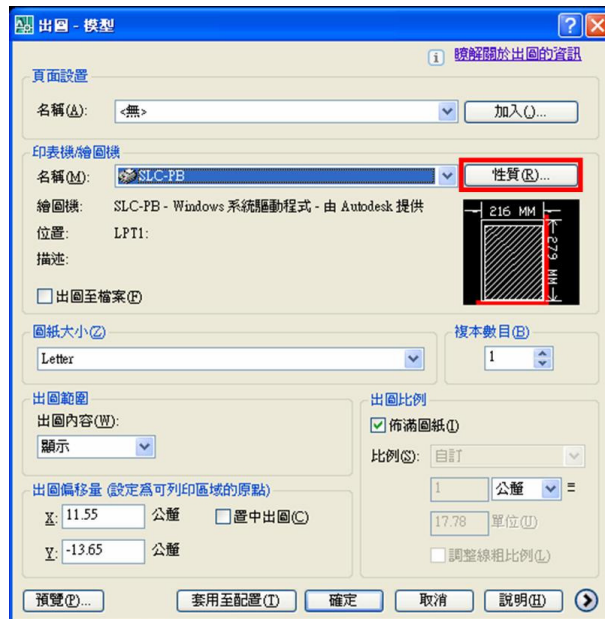 出圖 - 模型
瞭解關於出圖的資訊
頁面設置
名稱(A):
<無>
加入()...
印表機/繪圖機
名稱(M):
SLC-PB
性質(R)...
繪圖機:
SLC-PB - Windows 系統驅動程式 - 由 Autodesk 提供
位置:
LPT1:
描述:
出圖至檔案(F)
216 MM
279 MM
圖紙大小(Z)
Letter
複本數目(B)
1
出圖範圍
出圖內容(W):
顯示
出圖偏移量 (設定為可列印區域的原點)
X: 11.55 公釐
置中出圖(C)
Y: -13.65 公釐
出圖比例
佈滿圖紙(I)
比例(S): 自訂
1 公釐 =
17.78 單位(U)
調整線粗比例(L)
預覽(P)...
套用至配置(T)
確定
取消
說明(H)